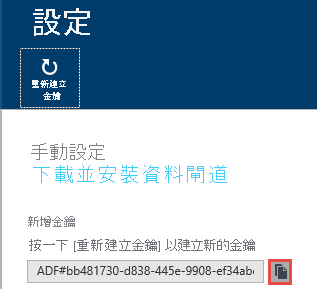 設定
重新建立
金鑰
手動設定
下載並安裝資料閘道
新增金鑰
按一下 [重新建立金鑰] 以建立新的金鑰
ADF#bb481730-d838-445e-9908-ef34abc